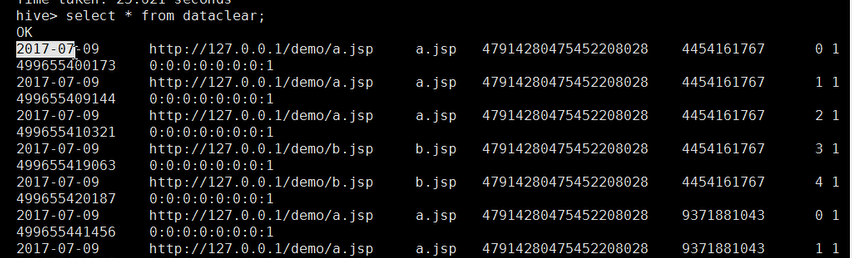 hive> select * from dataclear;
OK
2017-07-09 http://127.0.0.1/demo/a.jsp a.jsp 47914280475452208028 4454161767 0 1
499655400173 0:0:0:0:0:0:0:1
2017-07-09 http://127.0.0.1/demo/a.jsp a.jsp 47914280475452208028 4454161767 1 1
499655409144 0:0:0:0:0:0:0:1
2017-07-09 http://127.0.0.1/demo/a.jsp a.jsp 47914280475452208028 4454161767 2 1
499655410321 0:0:0:0:0:0:0:1
2017-07-09 http://127.0.0.1/demo/b.jsp b.jsp 47914280475452208028 4454161767 3 1
499655419063 0:0:0:0:0:0:0:1
2017-07-09 http://127.0.0.1/demo/b.jsp b.jsp 47914280475452208028 4454161767 4 1
499655420187 0:0:0:0:0:0:0:1
2017-07-09 http://127.0.0.1/demo/a.jsp a.jsp 47914280475452208028 9371881043 0 1
499655441456 0:0:0:0:0:0:0:1
2017-07-09 http://127.0.0.1/demo/a.jsp a.jsp 47914280475452208028 9371881043 1 1